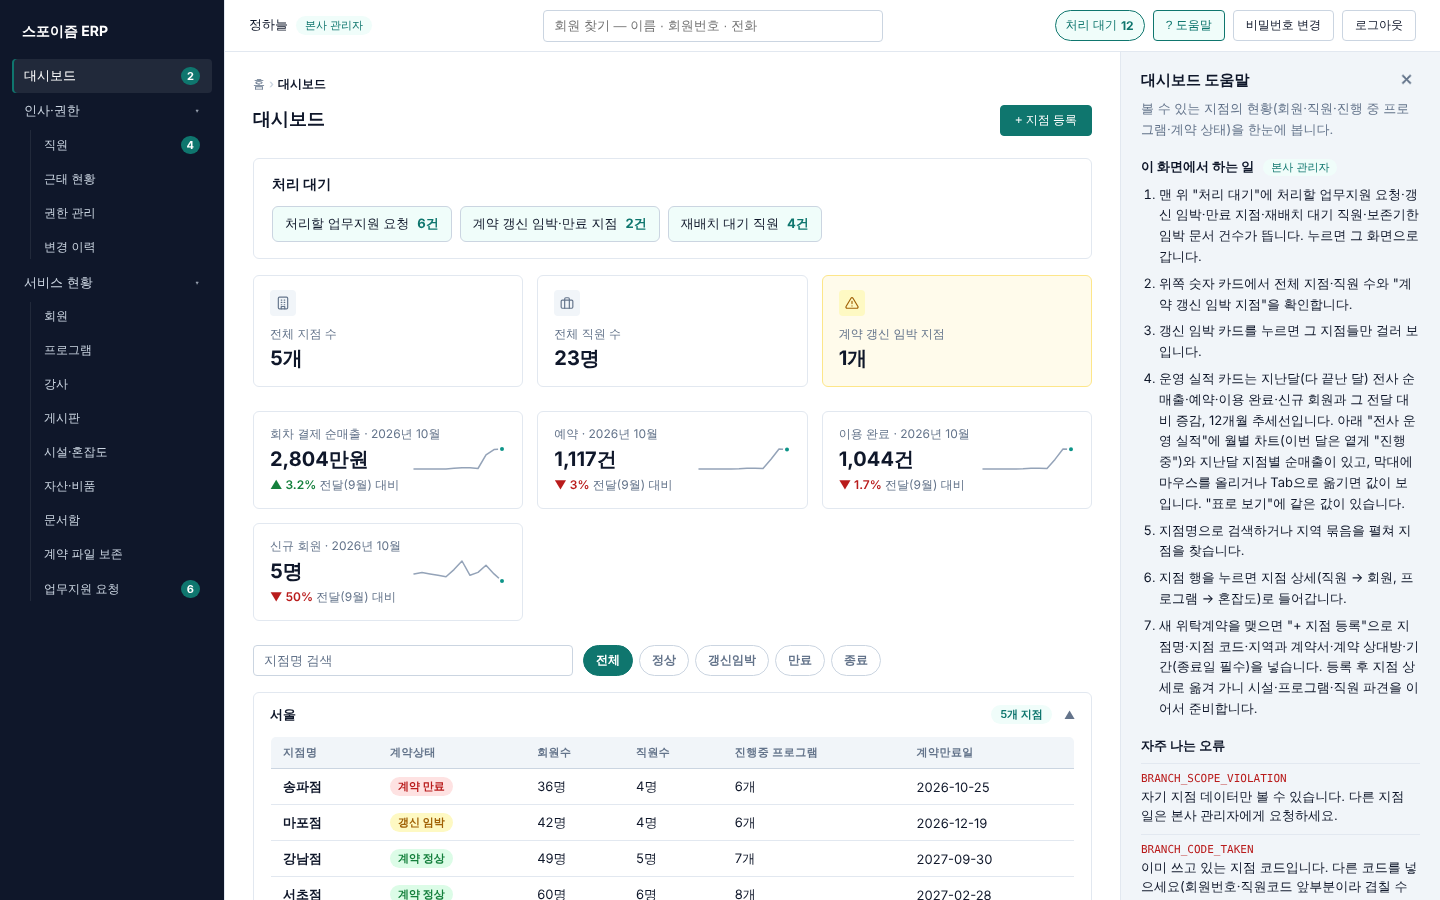 스포이즘 ERP
대시보드 2
인사·권한
직원 4
근태 현황
권한 관리
변경 이력
서비스 현황
회원
프로그램
강사
게시판
시설·혼잡도
자산·비품
문서함
계약 파일 보존
업무지원 요청 6
정하늘 본사 관리자
회원 찾기 — 이름 · 회원번호 · 전화
처리 대기 12
? 도움말
비밀번호 변경
로그아웃
홈 › 대시보드
대시보드
+ 지점 등록
처리 대기
처리할 업무지원 요청 6건
계약 갱신 임박·만료 지점 2건
재배치 대기 직원 4건
전체 지점 수
5개
전체 직원 수
23명
계약 갱신 임박 지점
1개
회차 결제 순매출 · 2026년 10월
2,804만원
▲ 3.2% 전달(9월) 대비
예약 · 2026년 10월
1,117건
▼ 3% 전달(9월) 대비
이용 완료 · 2026년 10월
1,044건
▼ 1.7% 전달(9월) 대비
신규 회원 · 2026년 10월
5명
▼ 50% 전달(9월) 대비
지점명 검색
전체 정상 갱신임박 만료 종료
서울 5개 지점 ▲
지점명 계약상태 회원수 직원수 진행중 프로그램 계약만료일
송파점 계약 만료 36명 4명 6개 2026-10-25
마포점 갱신 임박 42명 4명 6개 2026-12-19
강남점 계약 정상 49명 5명 7개 2027-09-30
서초점 계약 정상 60명 6명 8개 2027-02-28
대시보드 도움말 ✕
볼 수 있는 지점의 현황(회원·직원·진행 중 프로
그램·계약 상태)을 한눈에 봅니다.
이 화면에서 하는 일 본사 관리자
1. 맨 위 "처리 대기"에 처리할 업무지원 요청·갱
신 임박·만료 지점·재배치 대기 직원·보존기한
임박 문서 건수가 뜹니다. 누르면 그 화면으로
갑니다.
2. 위쪽 숫자 카드에서 전체 지점·직원 수와 "계
약 갱신 임박 지점"을 확인합니다.
3. 갱신 임박 카드를 누르면 그 지점들만 걸러 보
입니다.
4. 운영 실적 카드는 지난달(다 끝난 달) 전사 순
매출·예약·이용 완료·신규 회원과 그 전달 대
비 증감, 12개월 추세선입니다. 아래 "전사 운
영 실적"에 월별 차트(이번 달은 옅게 "진행
중")와 지난달 지점별 순매출이 있고, 막대에
마우스를 올리거나 Tab으로 옮기면 값이 보
입니다. "표로 보기"에 같은 값이 있습니다.
5. 지점명으로 검색하거나 지역 묶음을 펼쳐 지
점을 찾습니다.
6. 지점 행을 누르면 지점 상세(직원 → 회원, 프
로그램 → 혼잡도)로 들어갑니다.
7. 새 위탁계약을 맺으면 "+ 지점 등록"으로 지
점명·지점 코드·지역과 계약서·계약 상대방·기
간(종료일 필수)을 넣습니다. 등록 후 지점 상
세로 옮겨 가니 시설·프로그램·직원 파견을 이
어서 준비합니다.
자주 나는 오류
BRANCH_SCOPE_VIOLATION
자기 지점 데이터만 볼 수 있습니다. 다른 지점
일은 본사 관리자에게 요청하세요.
BRANCH_CODE_TAKEN
이미 쓰고 있는 지점 코드입니다. 다른 코드를 넣
으세요(회원번호·직원코드 앞부분이라 겹칠 수